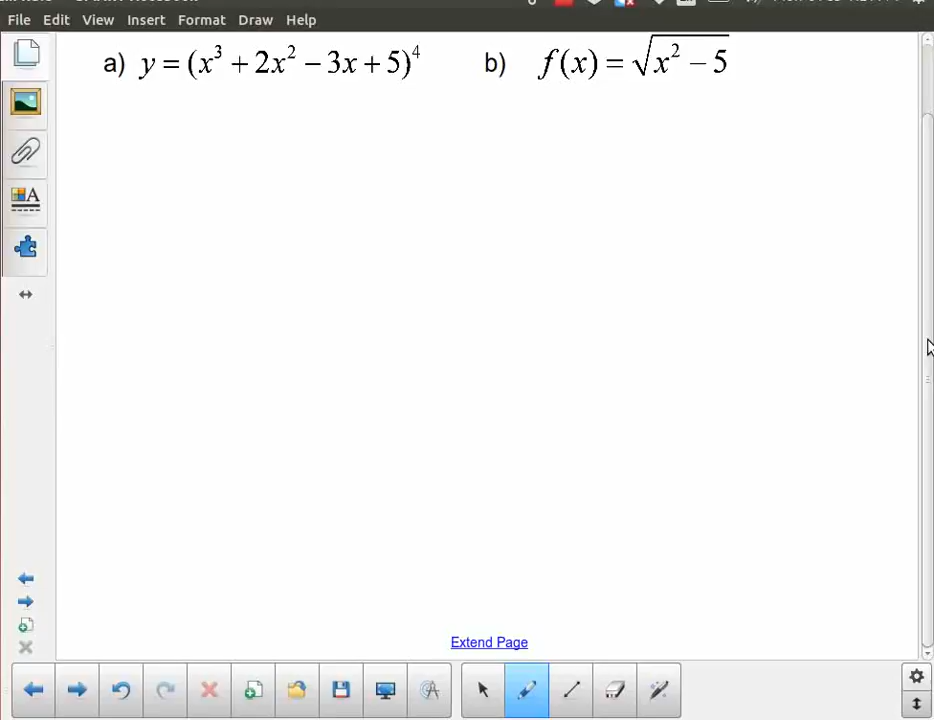 File Edit View Insert Format Draw Help
a) y = (x³ + 2x² − 3x + 5)⁴ b) f(x) = √(x² − 5)
Extend Page